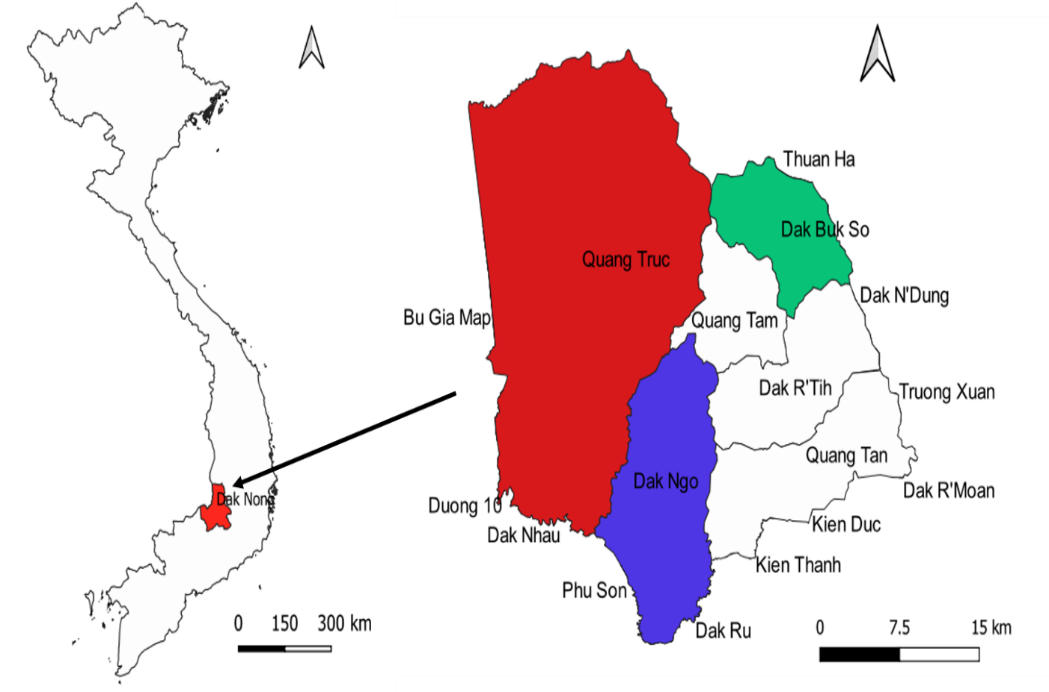 Dak Nong
0 150 300 km
Thuan Ha
Dak Buk So
Quang Truc
Dak N'Dung
Bu Gia Map
Quang Tam
Dak R'Tih
Truong Xuan
Quang Tan
Dak Ngo
Dak R'Moan
Duong 10
Kien Duc
Dak Nhau
Kien Thanh
Phu Son
Dak Ru
0 7.5 15 km